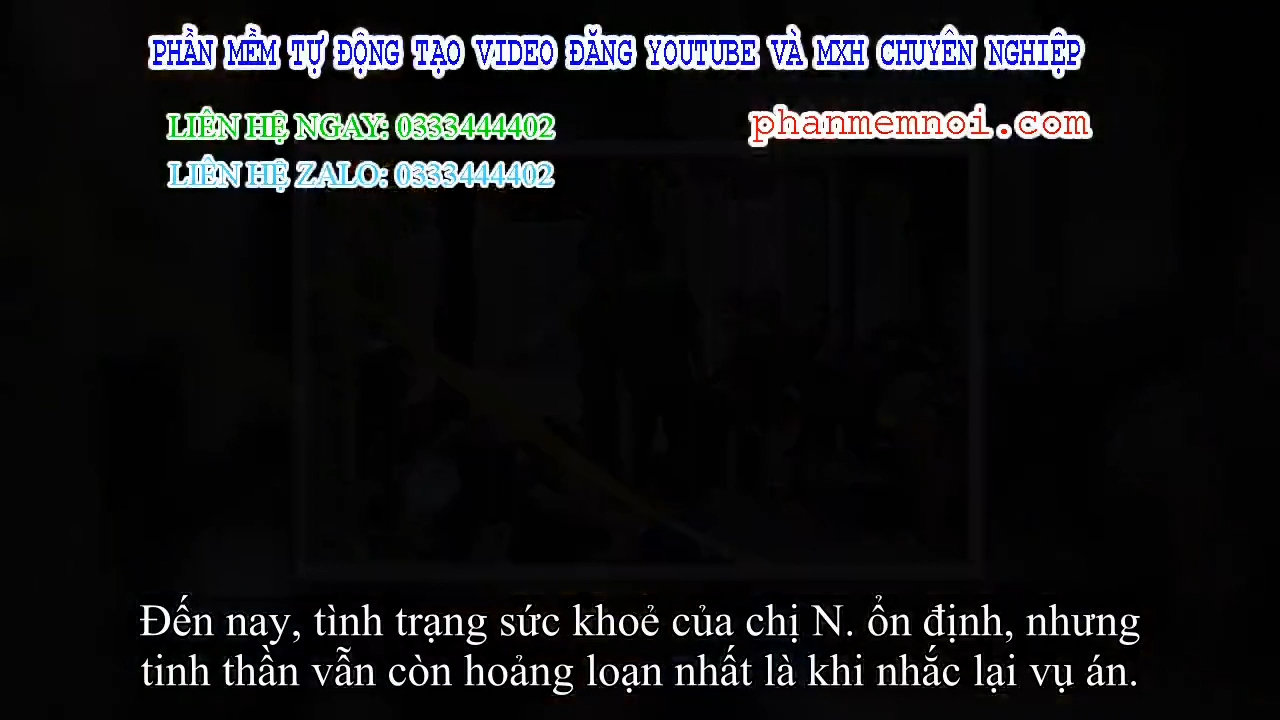 PHẦN MỀM TỰ ĐỘNG TẠO VIDEO ĐĂNG YOUTUBE VÀ MXH CHUYÊN NGHIỆP
LIÊN HỆ NGAY: 0333444402
phanmemnoi.com
LIÊN HỆ ZALO: 0333444402
Đến nay, tình trạng sức khoẻ của chị N. ổn định, nhưng
tinh thần vẫn còn hoảng loạn nhất là khi nhắc lại vụ án.